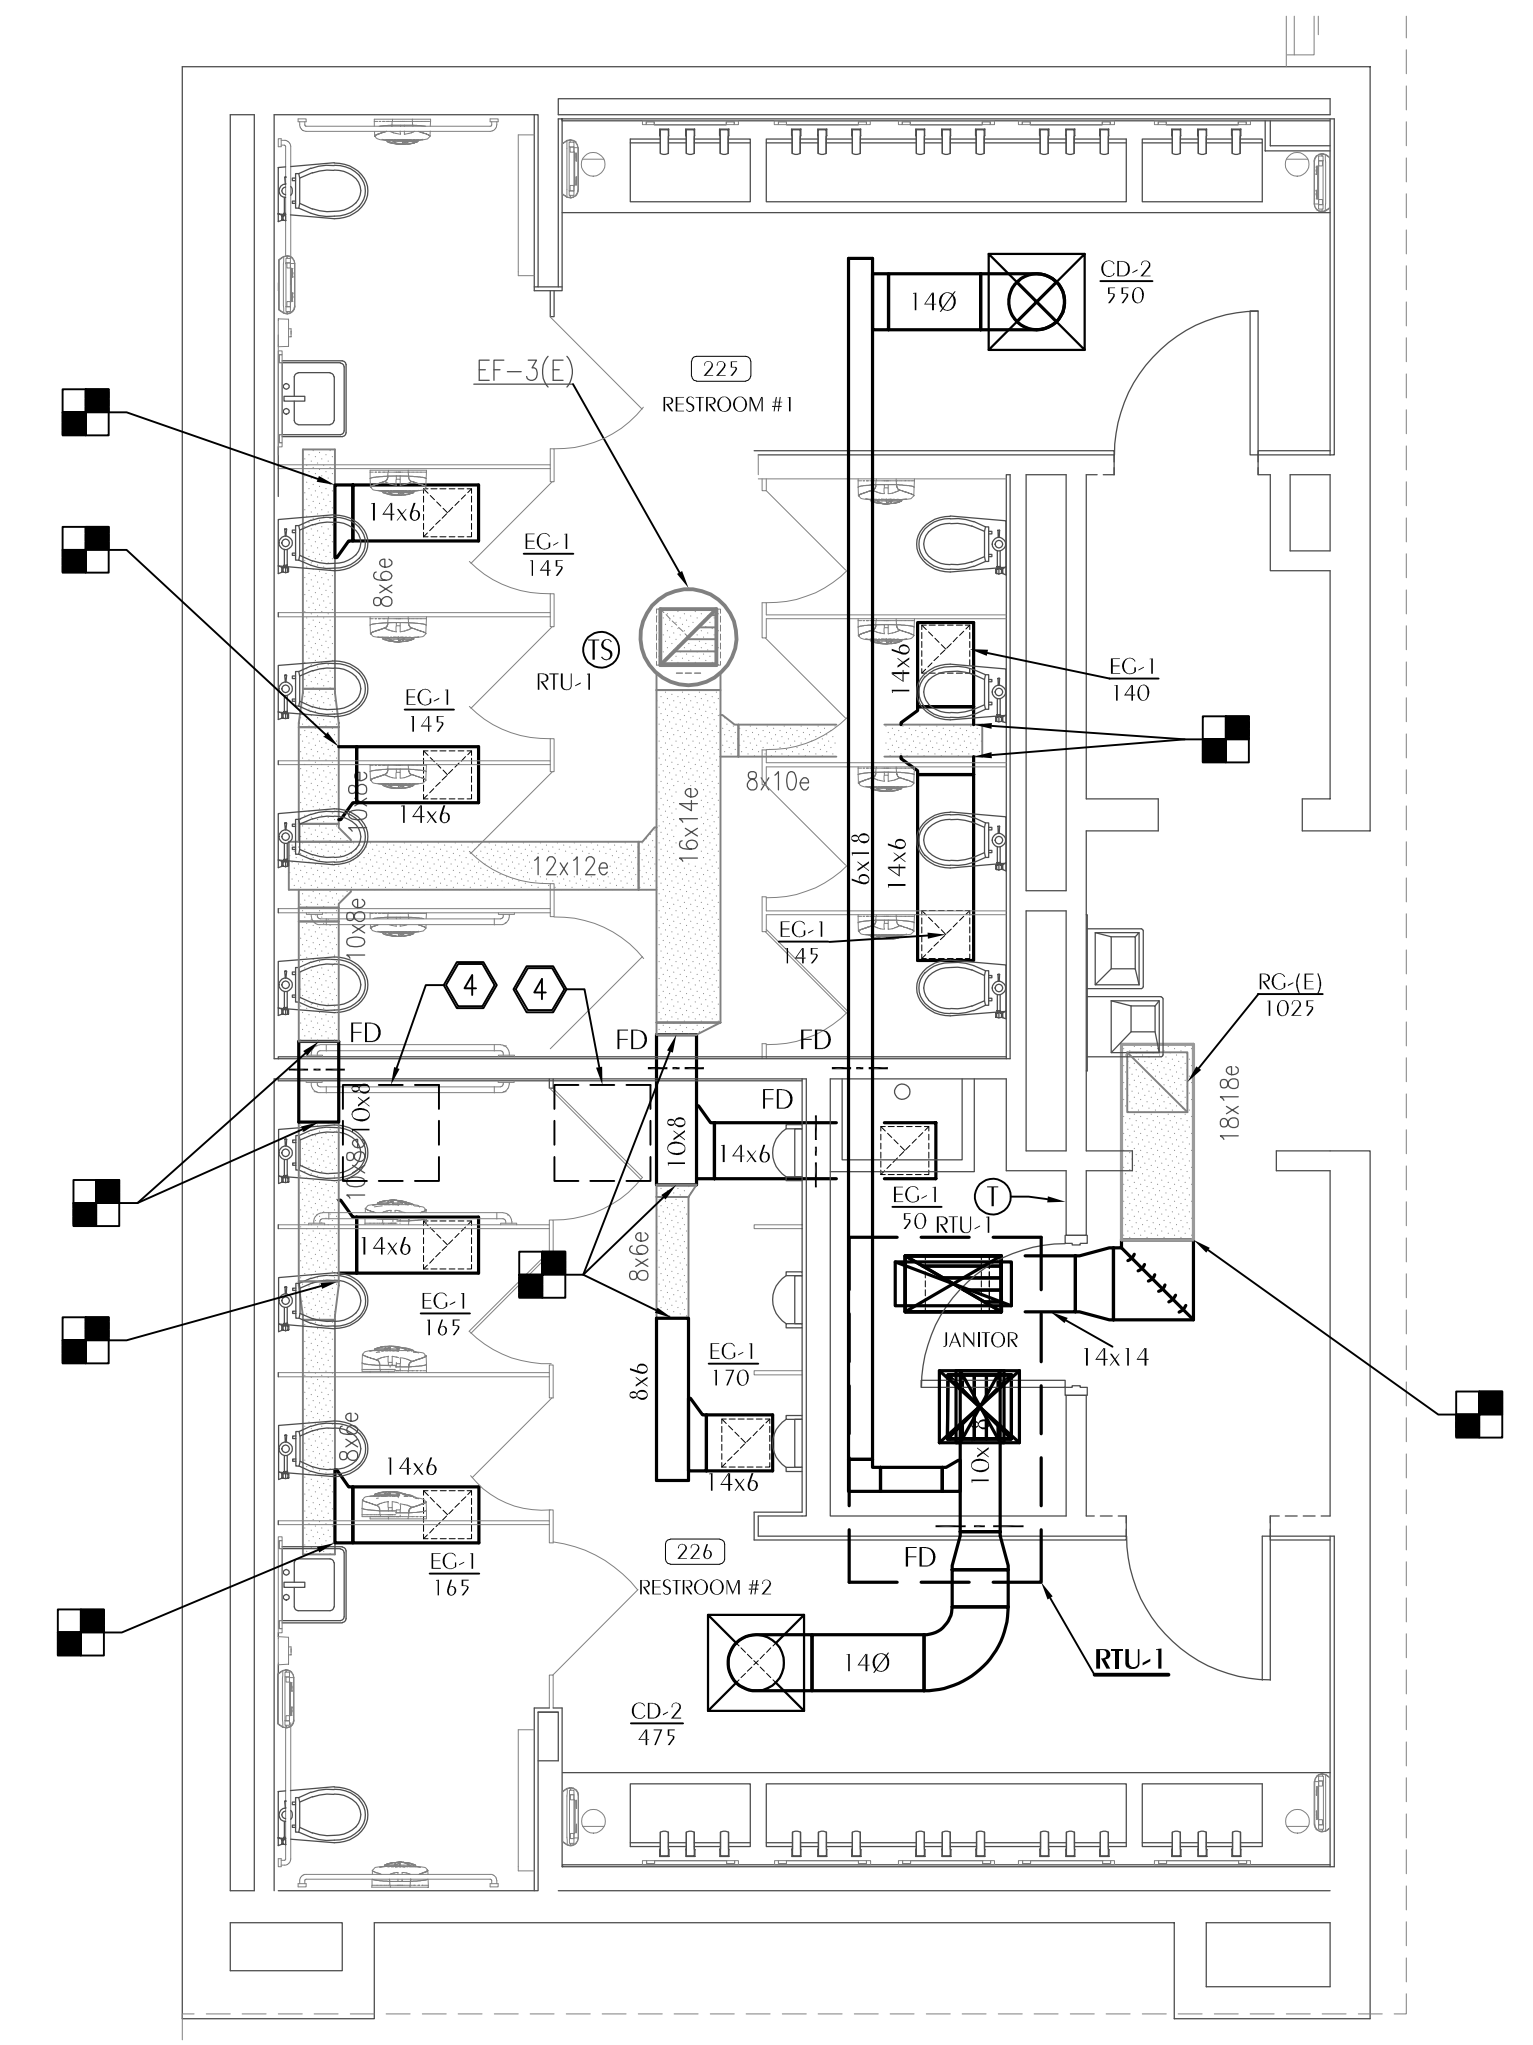 CD-2
550
14Ø
EF-3(E)
225
RESTROOM #1
14x6
EG-1
145
8x6e
TS
RTU-1
14x6
EG-1
140
EG-1
145
10x8e
14x6
8x10e
16x14e
6x18
14x6
12x12e
10x8e
EG-1
145
4
4
RG-(E)
1025
18x18e
FD
FD
FD
10x8
10x8
FD
14x6
10x8e
EG-1
50
T
RTU-1
14x6
8x6e
EG-1
165
JANITOR
14x14
EG-1
170
8x6
8x6e
14x6
14x6
10x8
226
RESTROOM #2
FD
EG-1
165
14Ø
RTU-1
CD-2
475